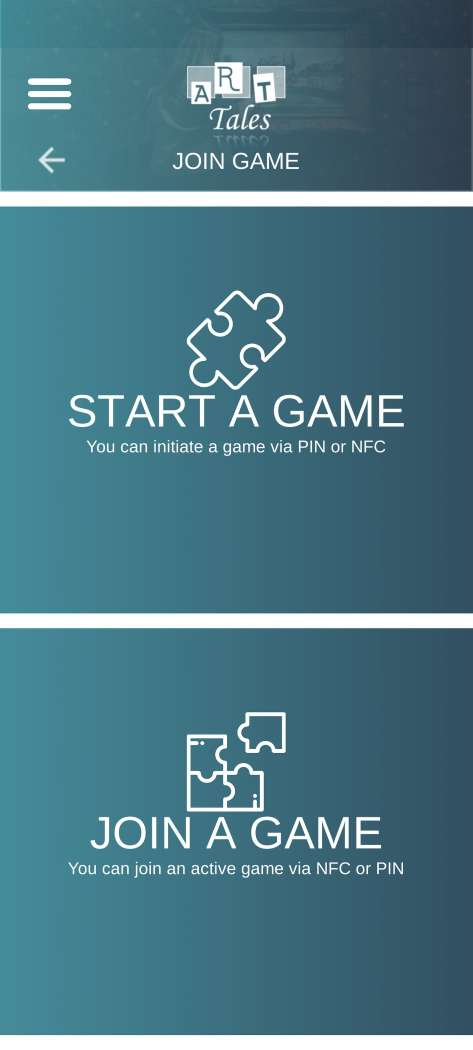 ART
Tales
JOIN GAME
START A GAME
You can initiate a game via PIN or NFC
JOIN A GAME
You can join an active game via NFC or PIN